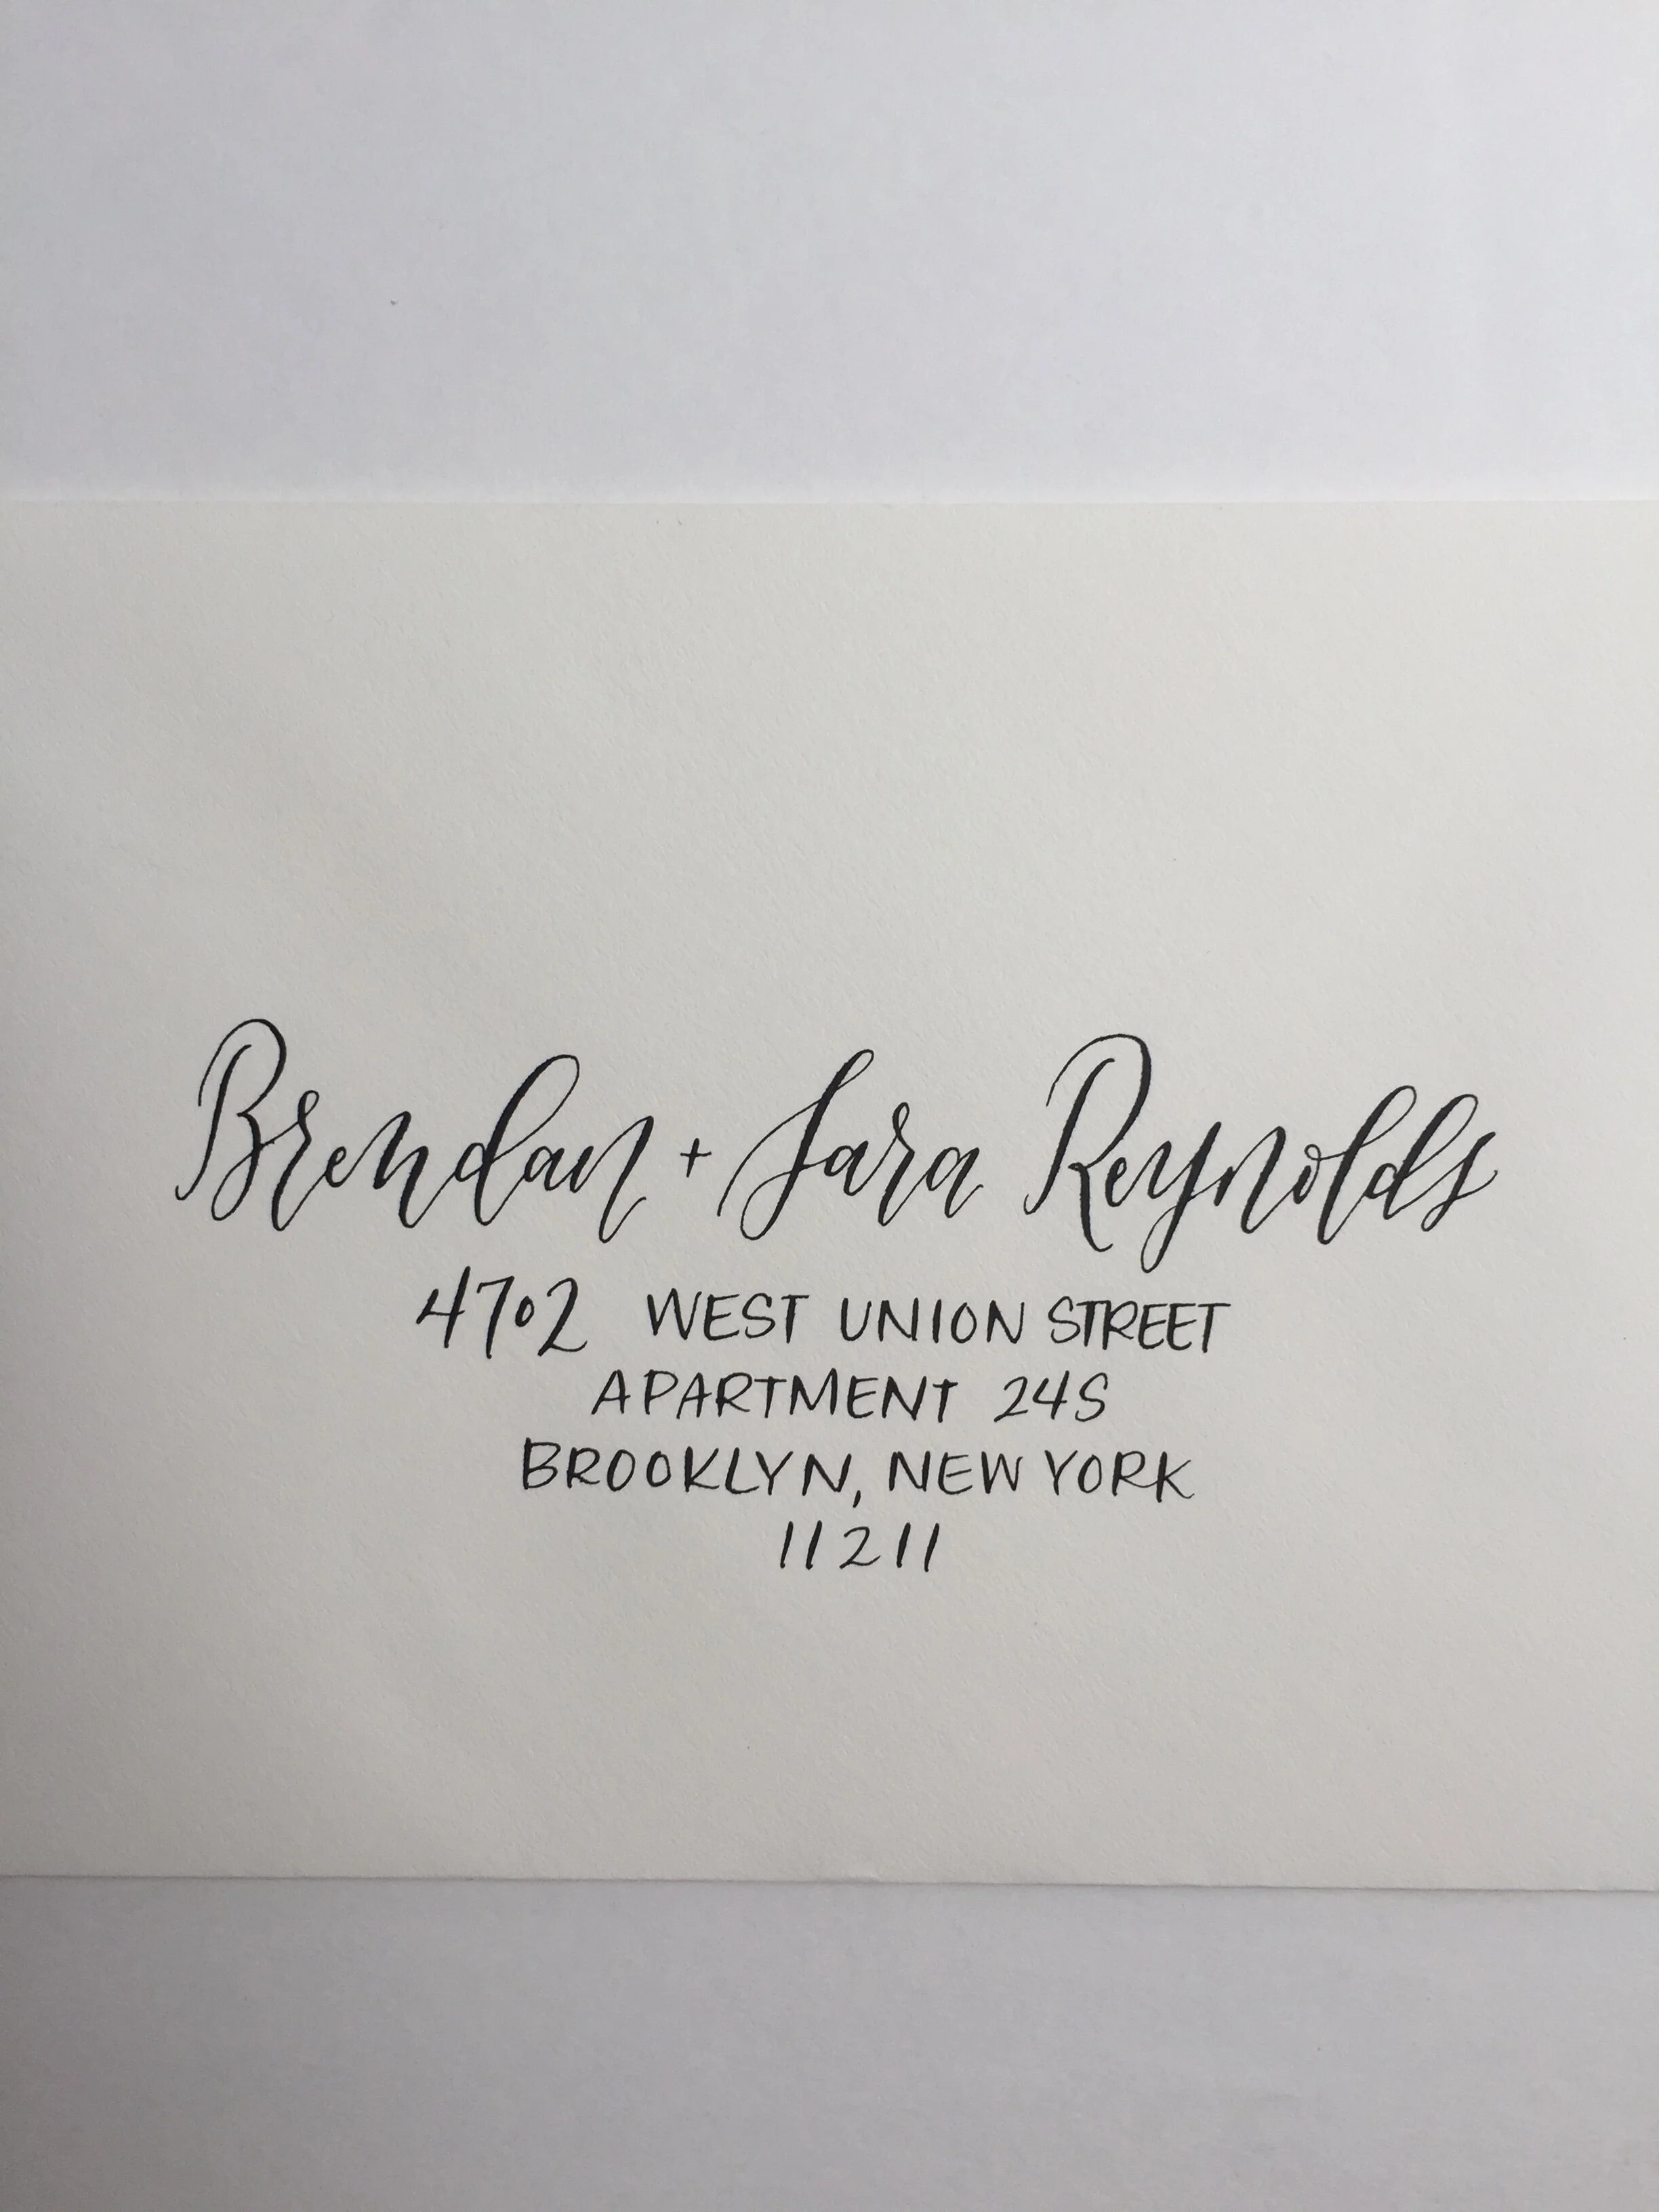 Brendan + Sara Reynolds
4702 WEST UNION STREET
APARTMENT 24S
BROOKLYN, NEW YORK
11211